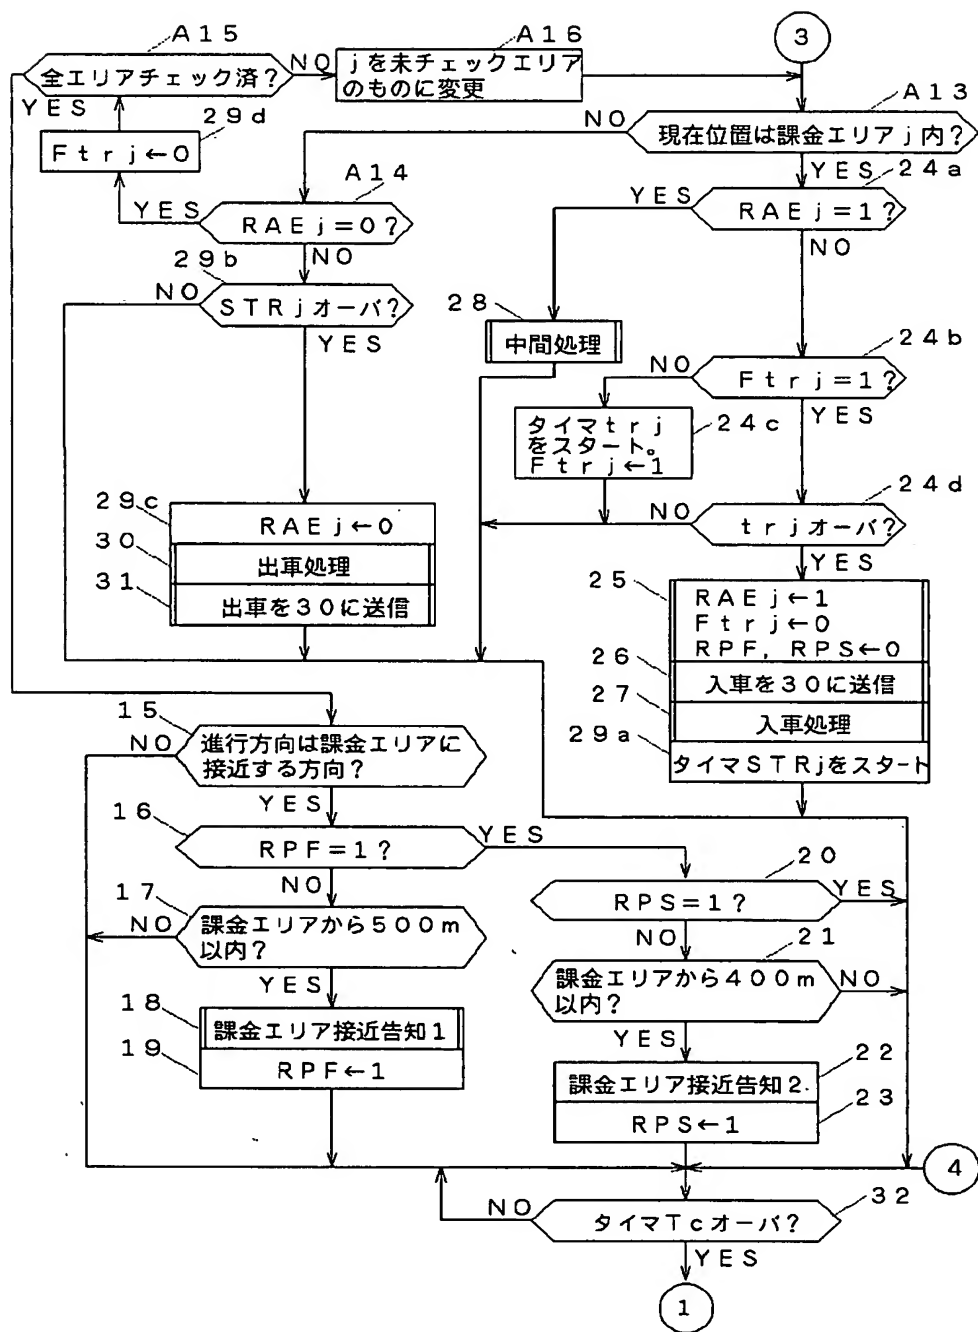 A15
全エリアチェック済?
NO
YES
A16
jを未チェックエリア
のものに変更
3
A13
現在位置は課金エリアj内?
NO
YES
29d
Ftrj←0
A14
RAEj=0?
YES
NO
24a
RAEj=1?
YES
NO
29b
STRjオーバ?
NO
YES
28
中間処理
24b
Ftrj=1?
NO
YES
タイマtrj
をスタート。
Ftrj←1
24c
24d
trjオーバ?
NO
YES
29c
RAEj←0
30
出車処理
31
出車を30に送信
25
RAEj←1
Ftrj←0
RPF, RPS←0
26
入車を30に送信
27
入車処理
29a
タイマSTRjをスタート
15
進行方向は課金エリアに
接近する方向?
NO
YES
16
RPF=1?
YES
NO
17
課金エリアから500m
以内?
NO
YES
18
課金エリア接近告知1
19
RPF←1
20
RPS=1?
YES
NO
21
課金エリアから400m
以内?
NO
YES
22
課金エリア接近告知2
23
RPS←1
4
32
タイマTcオーバ?
NO
YES
1